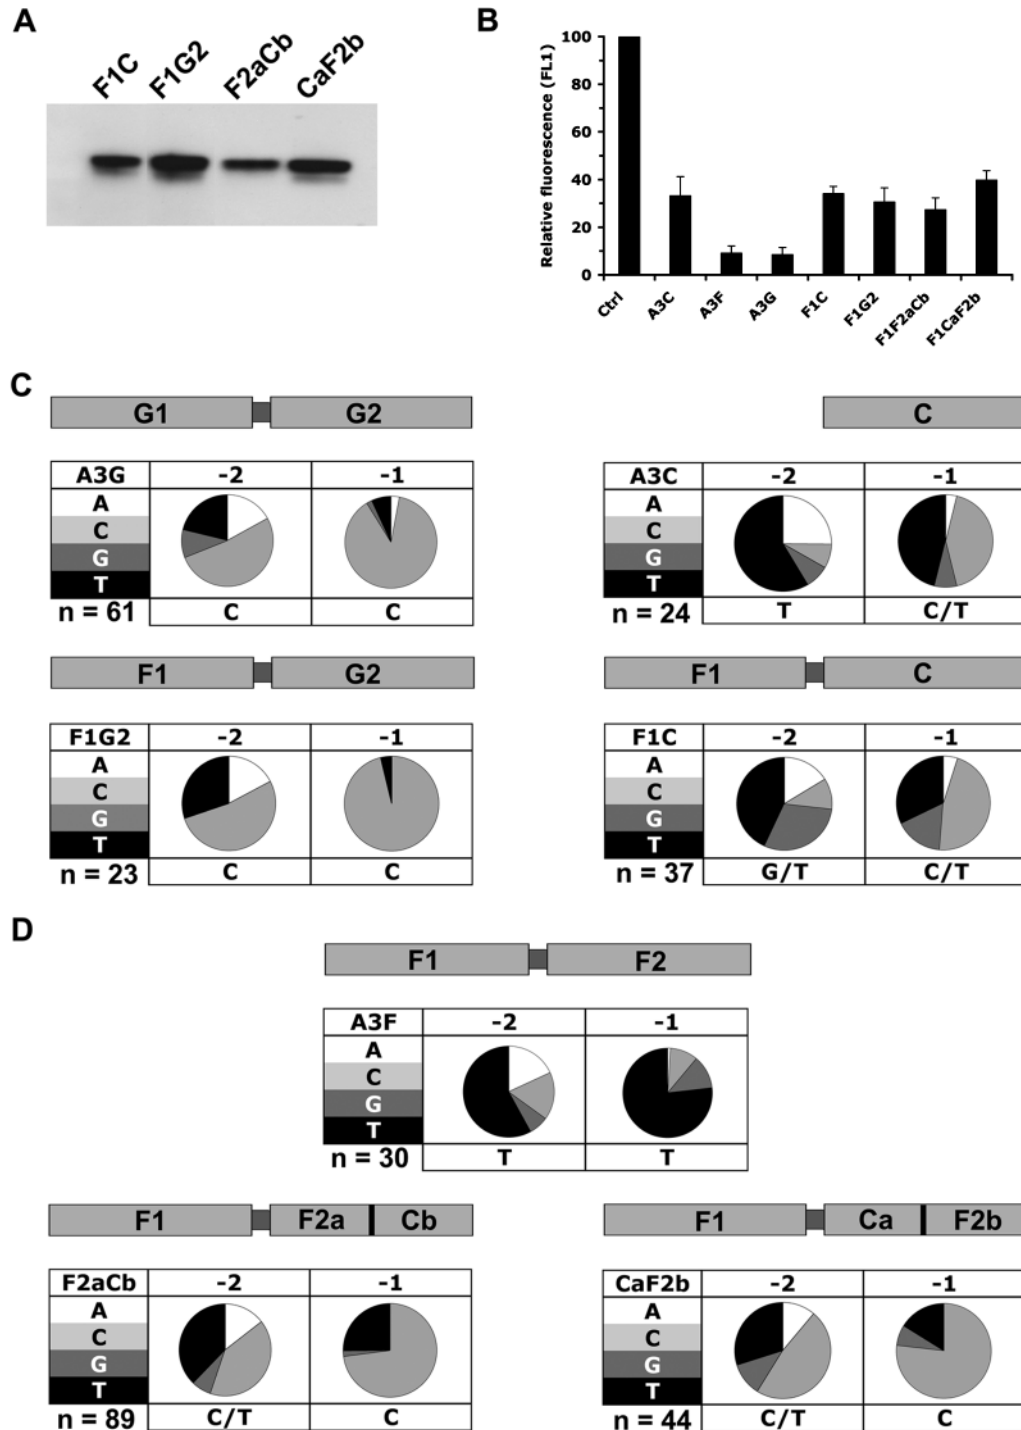 A
F1C F1G2 F2aCb CaF2b
B
Relative fluorescence (FL1)
100
80
60
40
20
0
Ctrl A3C A3F A3G F1C F1G2 F1F2aCb F1CaF2b
C
G1 G2
A3G -2 -1
A
C
G
T
n = 61 C C
C
A3C -2 -1
A
C
G
T
n = 24 T C/T
F1 G2
F1G2 -2 -1
A
C
G
T
n = 23 C C
F1 C
F1C -2 -1
A
C
G
T
n = 37 G/T C/T
D
F1 F2
A3F -2 -1
A
C
G
T
n = 30 T T
F1 F2a Cb
F2aCb -2 -1
A
C
G
T
n = 89 C/T C
F1 Ca F2b
CaF2b -2 -1
A
C
G
T
n = 44 C/T C